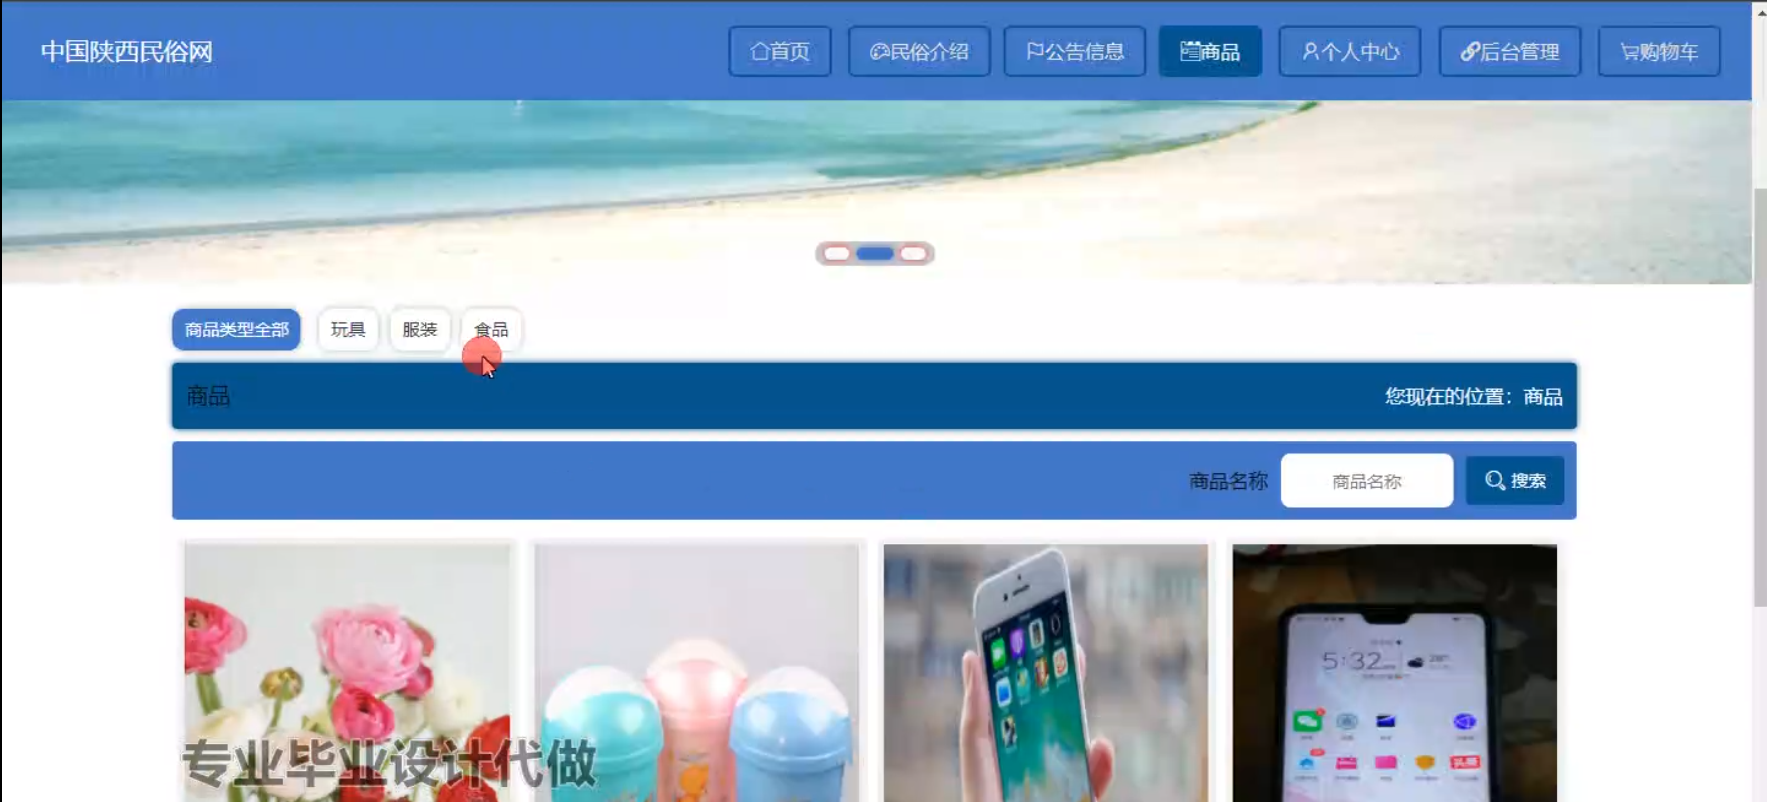 中国陕西民俗网
首页
民俗介绍
公告信息
商品
个人中心
后台管理
购物车
商品类型全部
玩具
服装
食品
商品
您现在的位置：商品
商品名称
商品名称
搜索
5:32
专业毕业设计代做